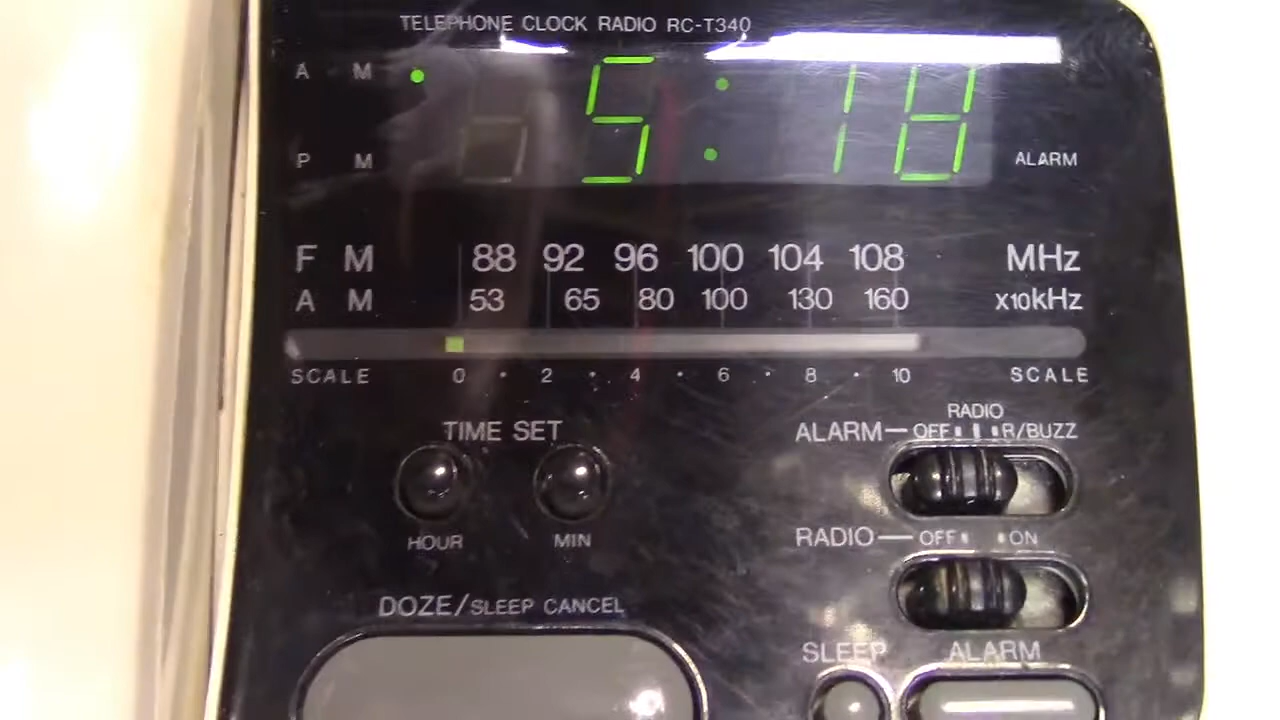 TELEPHONE CLOCK RADIO RC-T340
A M
5:18
P M
ALARM
F M 88 92 96 100 104 108 MHz
A M 53 65 80 100 130 160 x10kHz
SCALE 0 · 2 · 4 · 6 · 8 · 10 SCALE
RADIO
TIME SET
ALARM— OFF R/BUZZ
HOUR MIN
RADIO— OFF ON
DOZE/SLEEP CANCEL
SLEEP ALARM